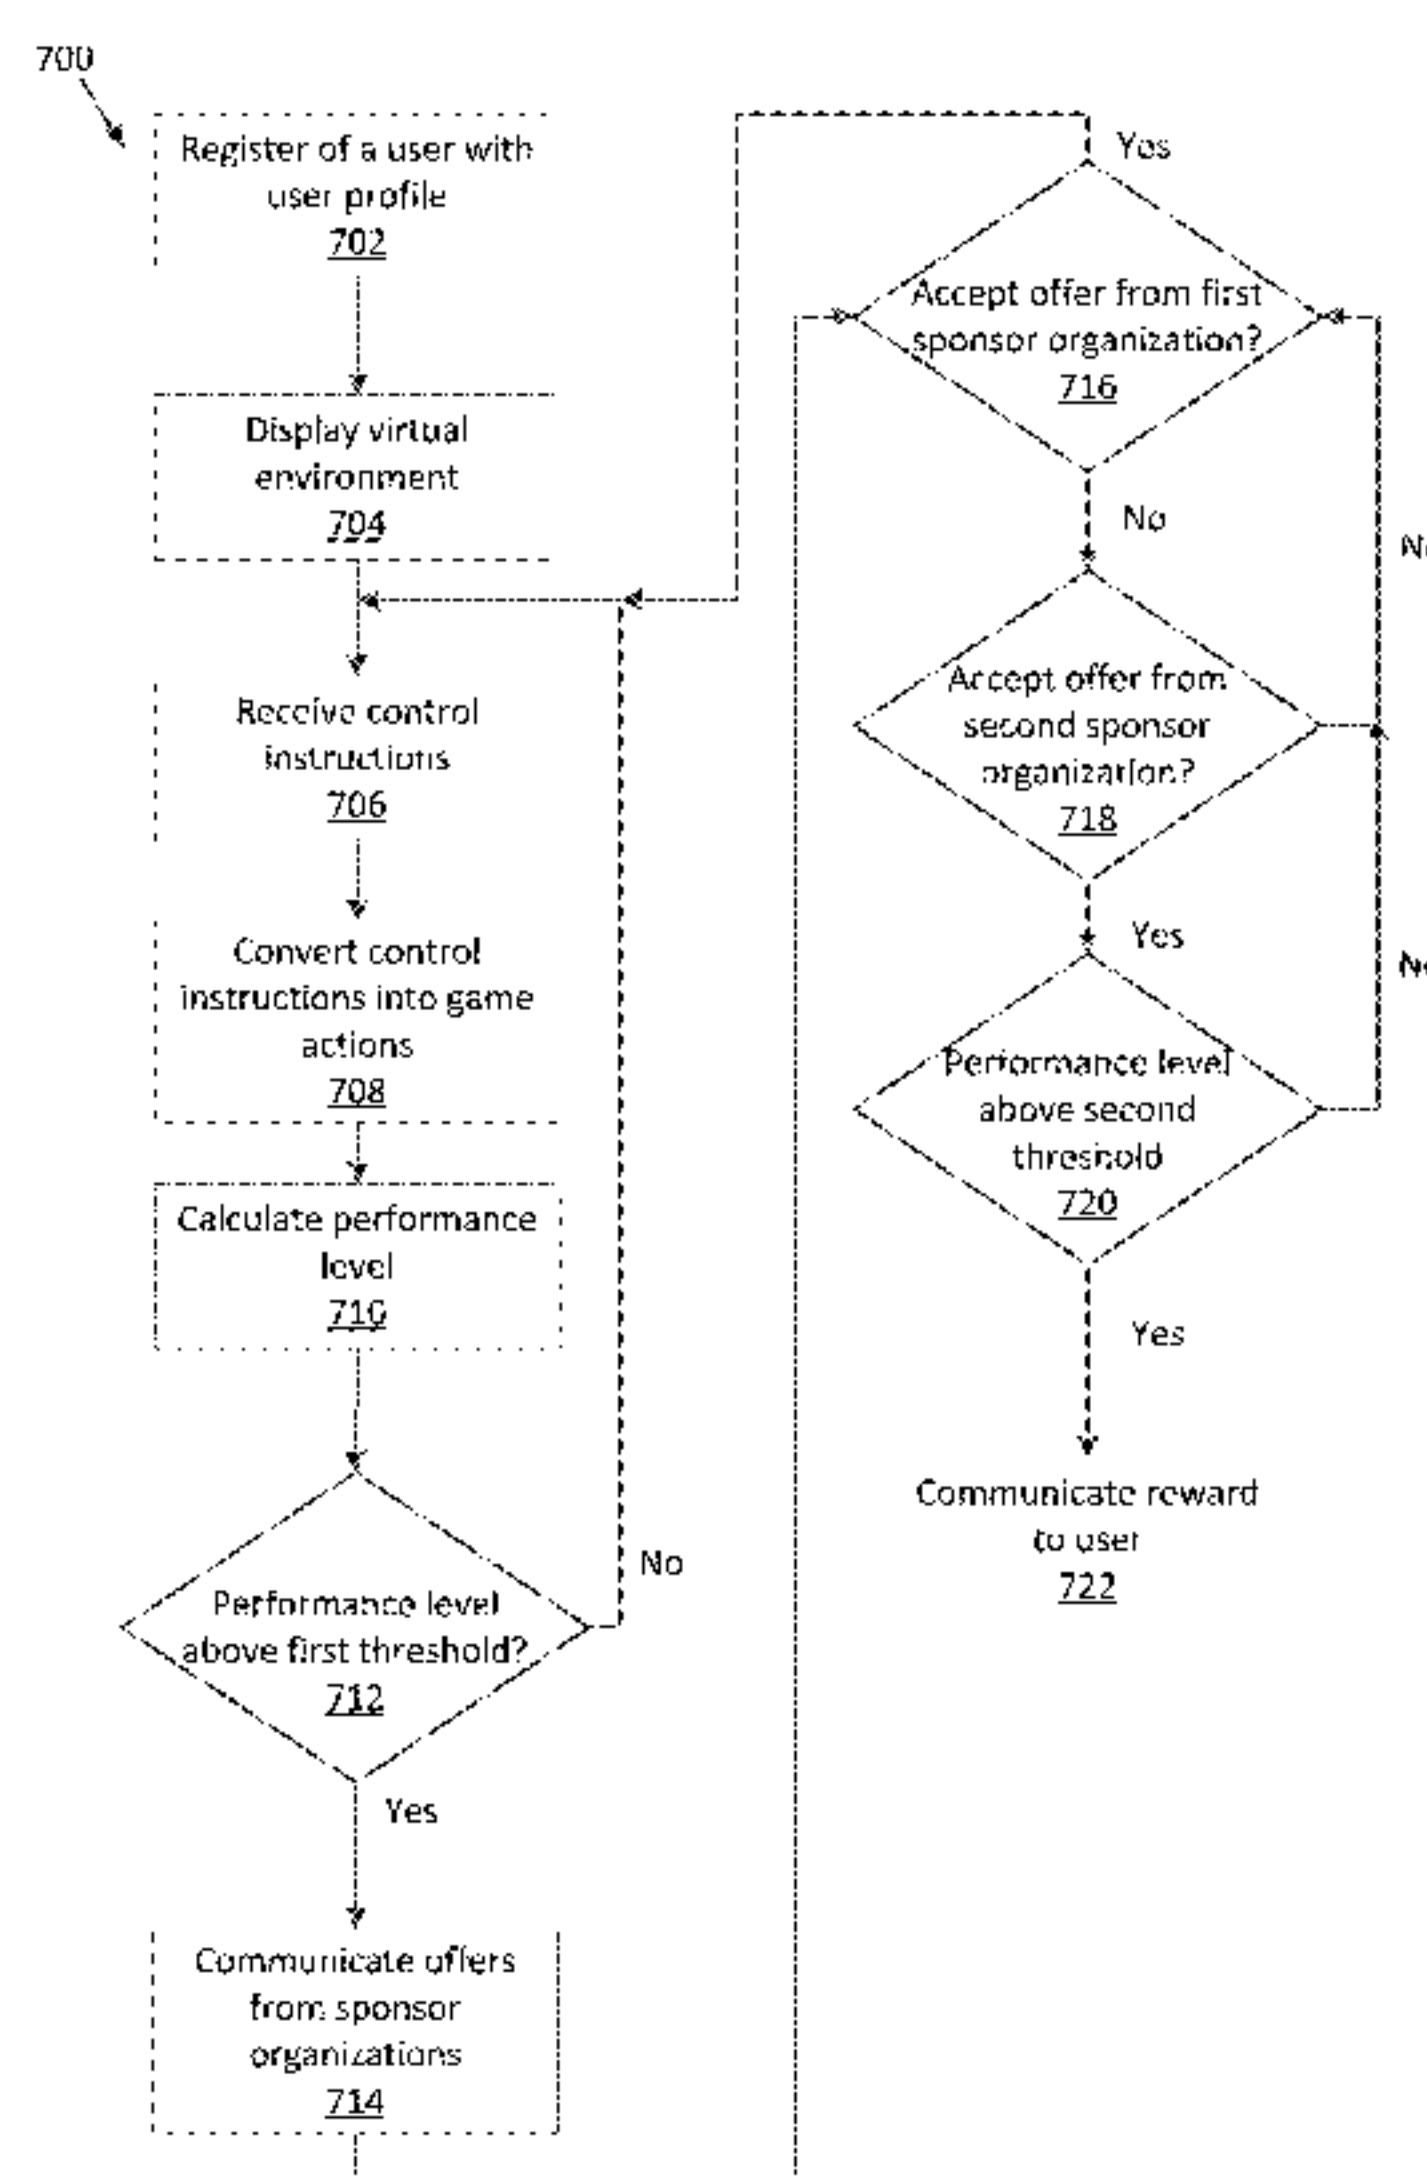 700
Register of a user with
user profile
702
Display virtual
environment
704
Receive control
instructions
706
Convert control
instructions into game
actions
708
Calculate performance
level
710
Performance level
above first threshold?
712
No
Yes
Communicate offers
from sponsor
organizations
714
Yes
Accept offer from first
sponsor organization?
716
No
Accept offer from
second sponsor
organization?
718
Yes
Performance level
above second
threshold
720
Yes
Communicate reward
to user
722